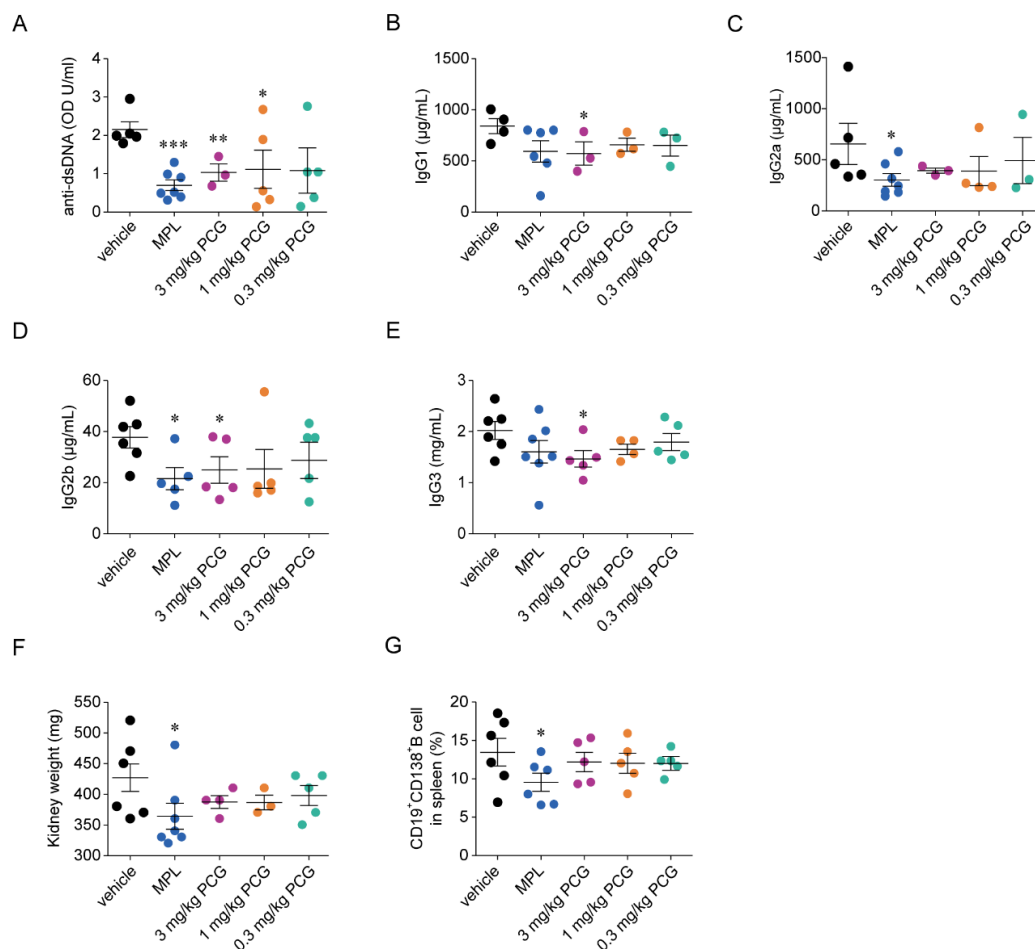 A
anti-dsDNA (OD U/ml)
4
3
2
1
0
***
**
*
vehicle
MPL
3 mg/kg PCG
1 mg/kg PCG
0.3 mg/kg PCG
B
IgG1 (µg/mL)
1500
1000
500
0
*
vehicle
MPL
3 mg/kg PCG
1 mg/kg PCG
0.3 mg/kg PCG
C
IgG2a (µg/mL)
1500
1000
500
0
*
vehicle
MPL
3 mg/kg PCG
1 mg/kg PCG
0.3 mg/kg PCG
D
IgG2b (µg/mL)
60
40
20
0
*
*
vehicle
MPL
3 mg/kg PCG
1 mg/kg PCG
0.3 mg/kg PCG
E
IgG3 (mg/mL)
3
2
1
0
*
vehicle
MPL
3 mg/kg PCG
1 mg/kg PCG
0.3 mg/kg PCG
F
Kidney weight (mg)
550
500
450
400
350
300
*
vehicle
MPL
3 mg/kg PCG
1 mg/kg PCG
0.3 mg/kg PCG
G
CD19⁺CD138⁺B cell
in spleen (%)
20
15
10
5
0
*
vehicle
MPL
3 mg/kg PCG
1 mg/kg PCG
0.3 mg/kg PCG